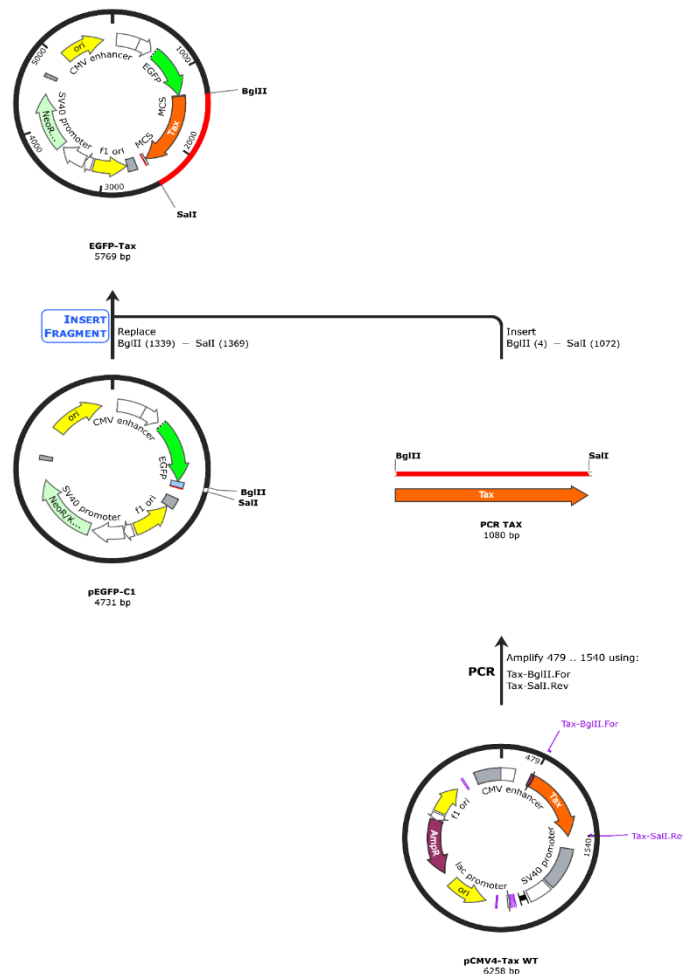 ori
CMV enhancer
EGFP
MCS
Tax
MCS
f1 ori
SV40 promoter
NeoR...
1000
2000
3000
4000
5000
BglII
SalI
EGFP-Tax
5769 bp
INSERT
FRAGMENT
Replace
BglII (1339) – SalI (1369)
Insert
BglII (4) – SalI (1072)
ori
CMV enhancer
EGFP
f1 ori
SV40 promoter
NeoR/K...
BglII
SalI
pEGFP-C1
4731 bp
BglII
SalI
Tax
PCR TAX
1080 bp
PCR
Amplify 479 .. 1540 using:
Tax-BglII.For
Tax-SalI.Rev
Tax-BglII.For
479
CMV enhancer
Tax
f1 ori
AmpR
Tax-SalI.Rev
1540
SV40 promoter
lac promoter
ori
pCMV4-Tax WT
6258 bp